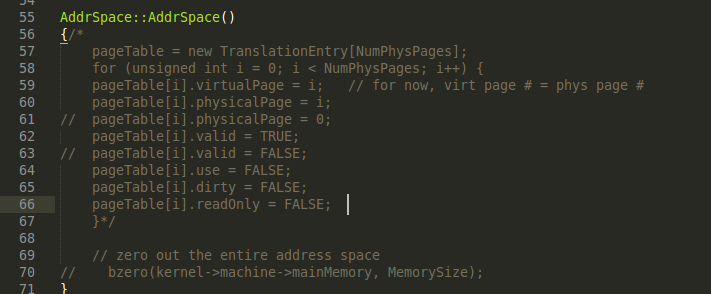 54
55 AddrSpace::AddrSpace()
56 {/*
57 pageTable = new TranslationEntry[NumPhysPages];
58 for (unsigned int i = 0; i < NumPhysPages; i++) {
59 pageTable[i].virtualPage = i; // for now, virt page # = phys page #
60 pageTable[i].physicalPage = i;
61 // pageTable[i].physicalPage = 0;
62 pageTable[i].valid = TRUE;
63 // pageTable[i].valid = FALSE;
64 pageTable[i].use = FALSE;
65 pageTable[i].dirty = FALSE;
66 pageTable[i].readOnly = FALSE;
67 }*/
68
69 // zero out the entire address space
70 // bzero(kernel->machine->mainMemory, MemorySize);
71 }